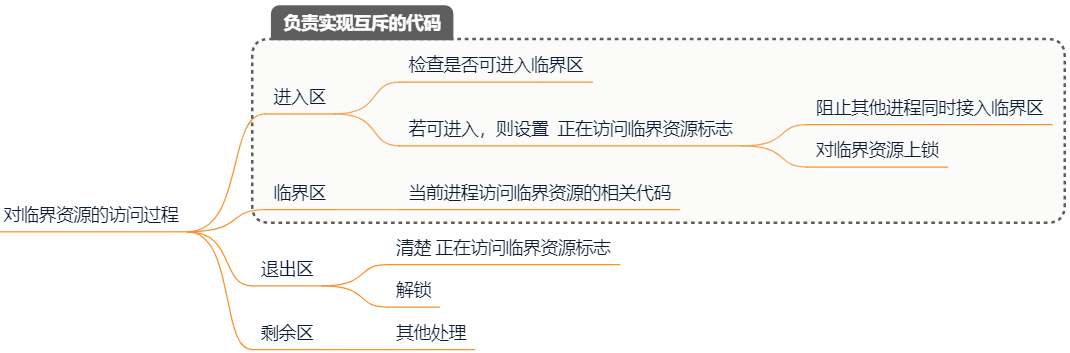 负责实现互斥的代码
对临界资源的访问过程
进入区
检查是否可进入临界区
若可进入，则设置 正在访问临界资源标志
阻止其他进程同时接入临界区
对临界资源上锁
临界区
当前进程访问临界资源的相关代码
退出区
清楚 正在访问临界资源标志
解锁
剩余区
其他处理